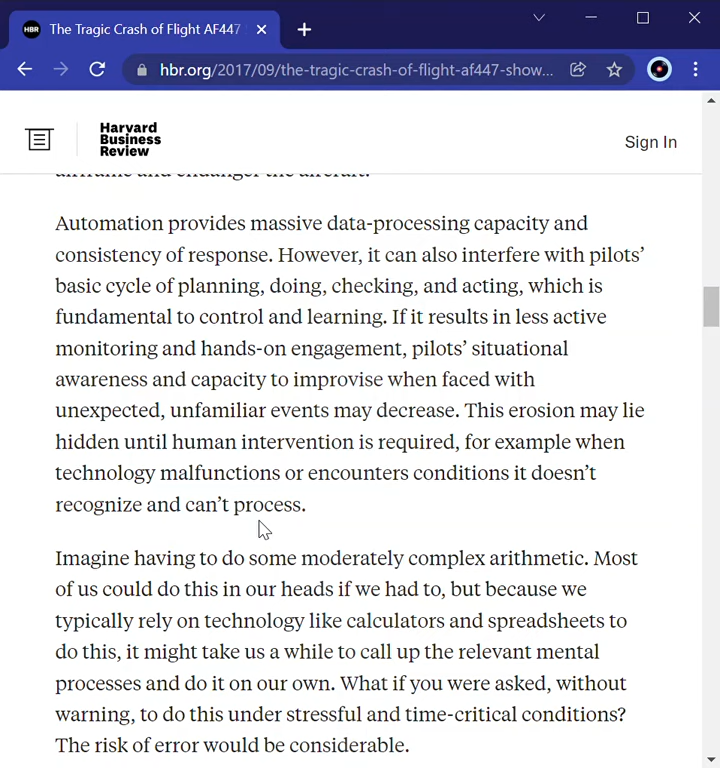 HBR The Tragic Crash of Flight AF447
hbr.org/2017/09/the-tragic-crash-of-flight-af447-show...
Harvard
Business
Review
Sign In
airframe and endanger the aircraft.
Automation provides massive data-processing capacity and
consistency of response. However, it can also interfere with pilots’
basic cycle of planning, doing, checking, and acting, which is
fundamental to control and learning. If it results in less active
monitoring and hands-on engagement, pilots’ situational
awareness and capacity to improvise when faced with
unexpected, unfamiliar events may decrease. This erosion may lie
hidden until human intervention is required, for example when
technology malfunctions or encounters conditions it doesn’t
recognize and can’t process.
Imagine having to do some moderately complex arithmetic. Most
of us could do this in our heads if we had to, but because we
typically rely on technology like calculators and spreadsheets to
do this, it might take us a while to call up the relevant mental
processes and do it on our own. What if you were asked, without
warning, to do this under stressful and time-critical conditions?
The risk of error would be considerable.